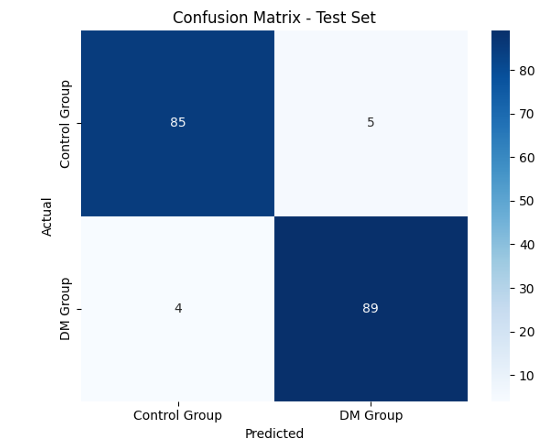 Confusion Matrix - Test Set
Actual
Control Group
85
5
DM Group
4
89
Control Group
DM Group
Predicted
80
70
60
50
40
30
20
10